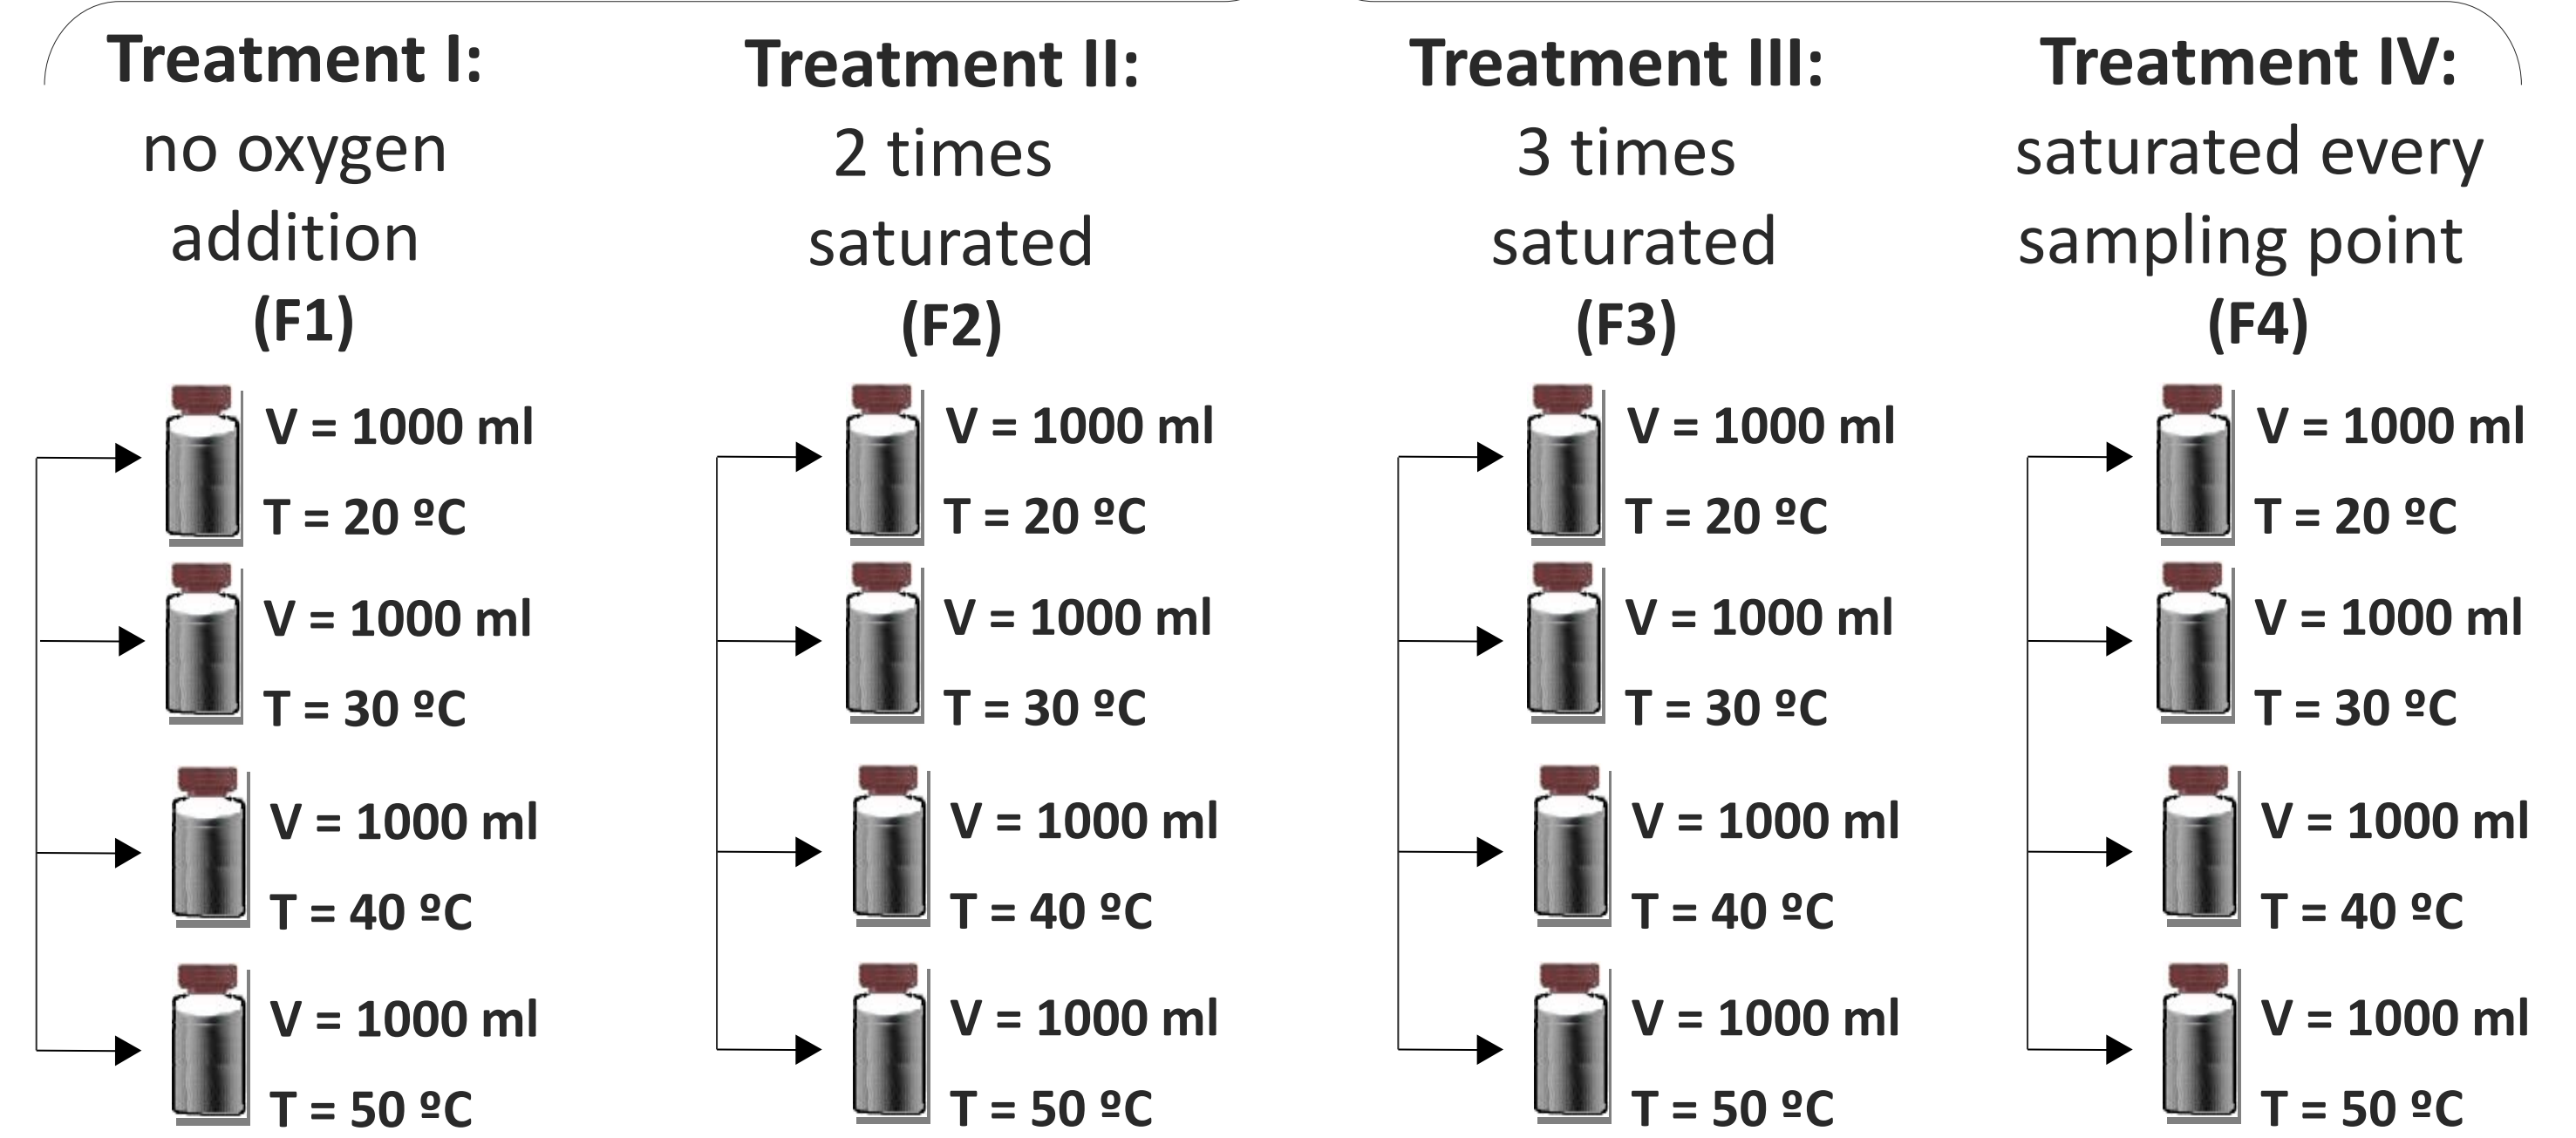 Treatment I:
no oxygen
addition
(F1)
V = 1000 ml
T = 20 ºC
V = 1000 ml
T = 30 ºC
V = 1000 ml
T = 40 ºC
V = 1000 ml
T = 50 ºC
Treatment II:
2 times
saturated
(F2)
V = 1000 ml
T = 20 ºC
V = 1000 ml
T = 30 ºC
V = 1000 ml
T = 40 ºC
V = 1000 ml
T = 50 ºC
Treatment III:
3 times
saturated
(F3)
V = 1000 ml
T = 20 ºC
V = 1000 ml
T = 30 ºC
V = 1000 ml
T = 40 ºC
V = 1000 ml
T = 50 ºC
Treatment IV:
saturated every
sampling point
(F4)
V = 1000 ml
T = 20 ºC
V = 1000 ml
T = 30 ºC
V = 1000 ml
T = 40 ºC
V = 1000 ml
T = 50 ºC